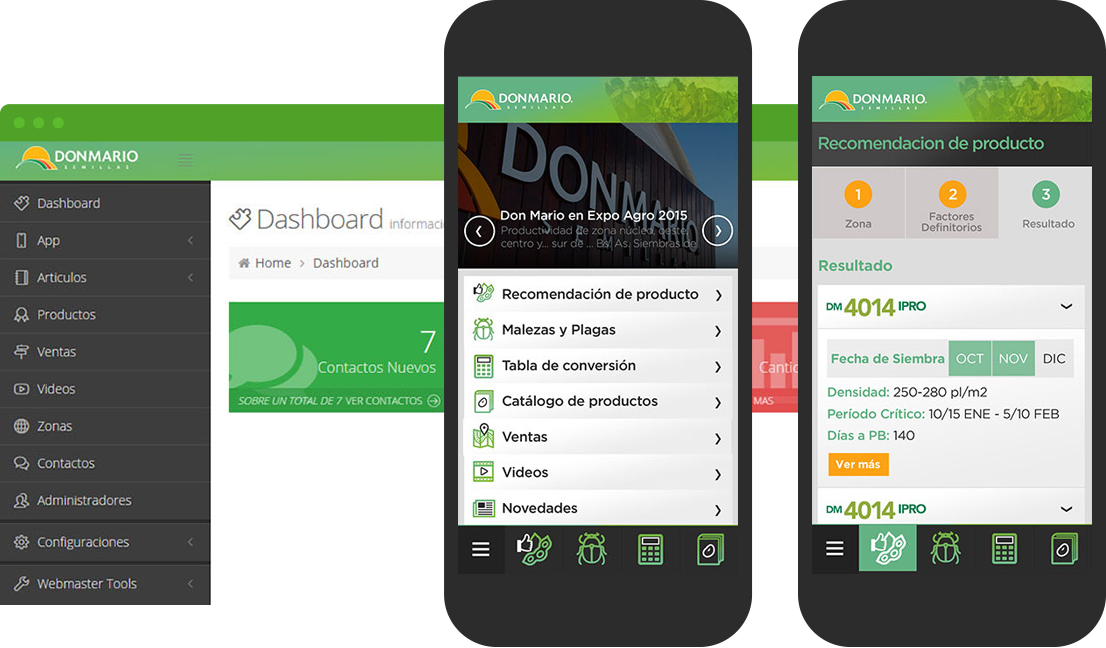 DONMARIO
SEMILLAS
Dashboard
App
Articulos
Productos
Ventas
Videos
Zonas
Contactos
Administradores
Configuraciones
Webmaster Tools
Dashboard informaci
Home > Dashboard
7
Contactos Nuevos
SOBRE UN TOTAL DE 7 VER CONTACTOS
Cantid
MAS
DONMARIO.
SEMILLAS
DONMARIO
Don Mario en Expo Agro 2015
Productividad de zona núcleo, oeste,
centro y... sur de ... Bs. As. Siembras de
Recomendación de producto
Malezas y Plagas
Tabla de conversión
Catálogo de productos
Ventas
Videos
Novedades
DONMARIO.
SEMILLAS
Recomendacion de producto
1
Zona
2
Factores
Definitorios
3
Resultado
Resultado
DM 4014 IPRO
Fecha de Siembra OCT NOV DIC
Densidad: 250-280 pl/m2
Período Crítico: 10/15 ENE - 5/10 FEB
Días a PB: 140
Ver más
DM 4014 IPRO